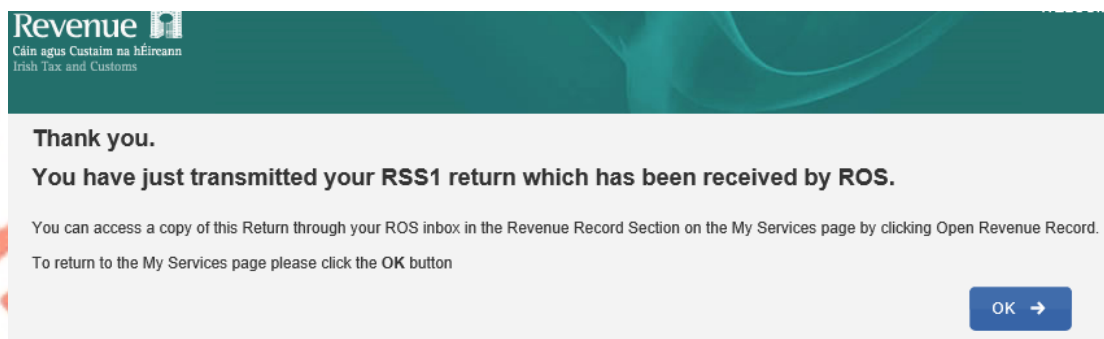 Revenue
Cáin agus Custaim na hÉireann
Irish Tax and Customs
Thank you.
You have just transmitted your RSS1 return which has been received by ROS.
You can access a copy of this Return through your ROS inbox in the Revenue Record Section on the My Services page by clicking Open Revenue Record.
To return to the My Services page please click the OK button
OK